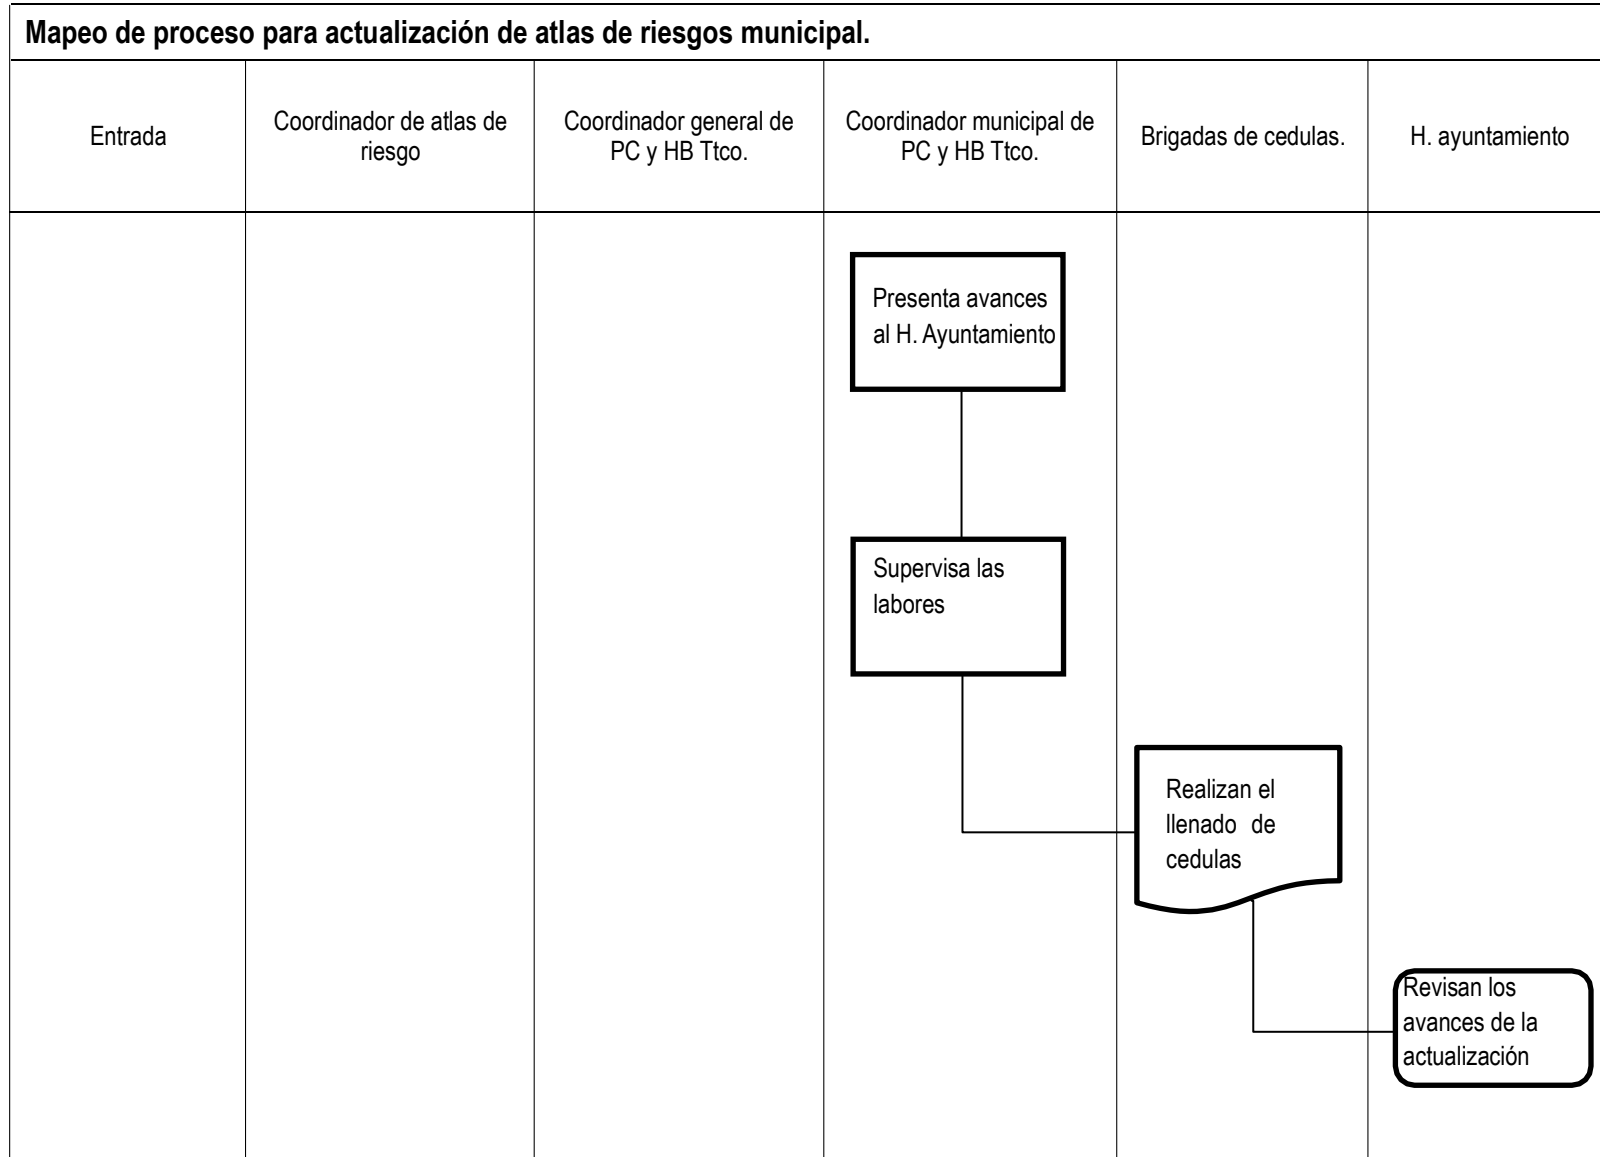 Mapeo de proceso para actualización de atlas de riesgos municipal.
Entrada
Coordinador de atlas de
riesgo
Coordinador general de
PC y HB Ttco.
Coordinador municipal de
PC y HB Ttco.
Brigadas de cedulas.
H. ayuntamiento
Presenta avances
al H. Ayuntamiento
Supervisa las
labores
Realizan el
llenado de
cedulas
Revisan los
avances de la
actualización